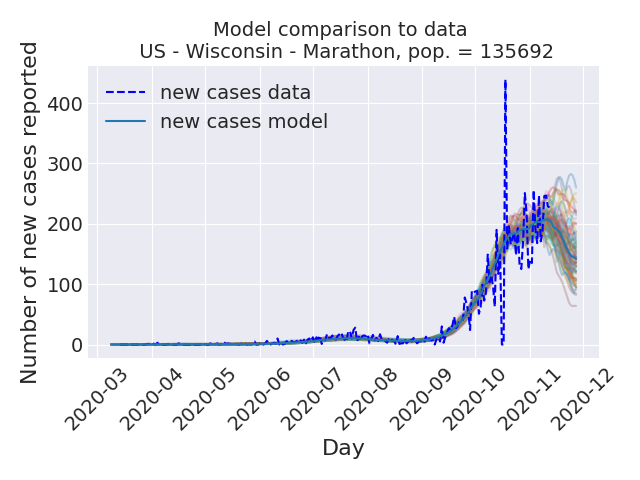 Model comparison to data
US - Wisconsin - Marathon, pop. = 135692
Number of new cases reported
400
300
200
100
0
new cases data
new cases model
2020-03
2020-04
2020-05
2020-06
2020-07
2020-08
2020-09
2020-10
2020-11
2020-12
Day